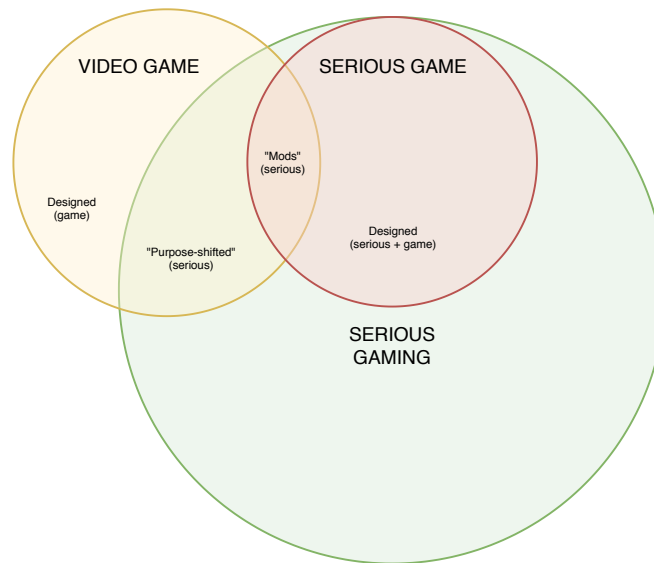 VIDEO GAME
SERIOUS GAME
"Mods"
(serious)
Designed
(game)
Designed
(serious + game)
"Purpose-shifted"
(serious)
SERIOUS
GAMING